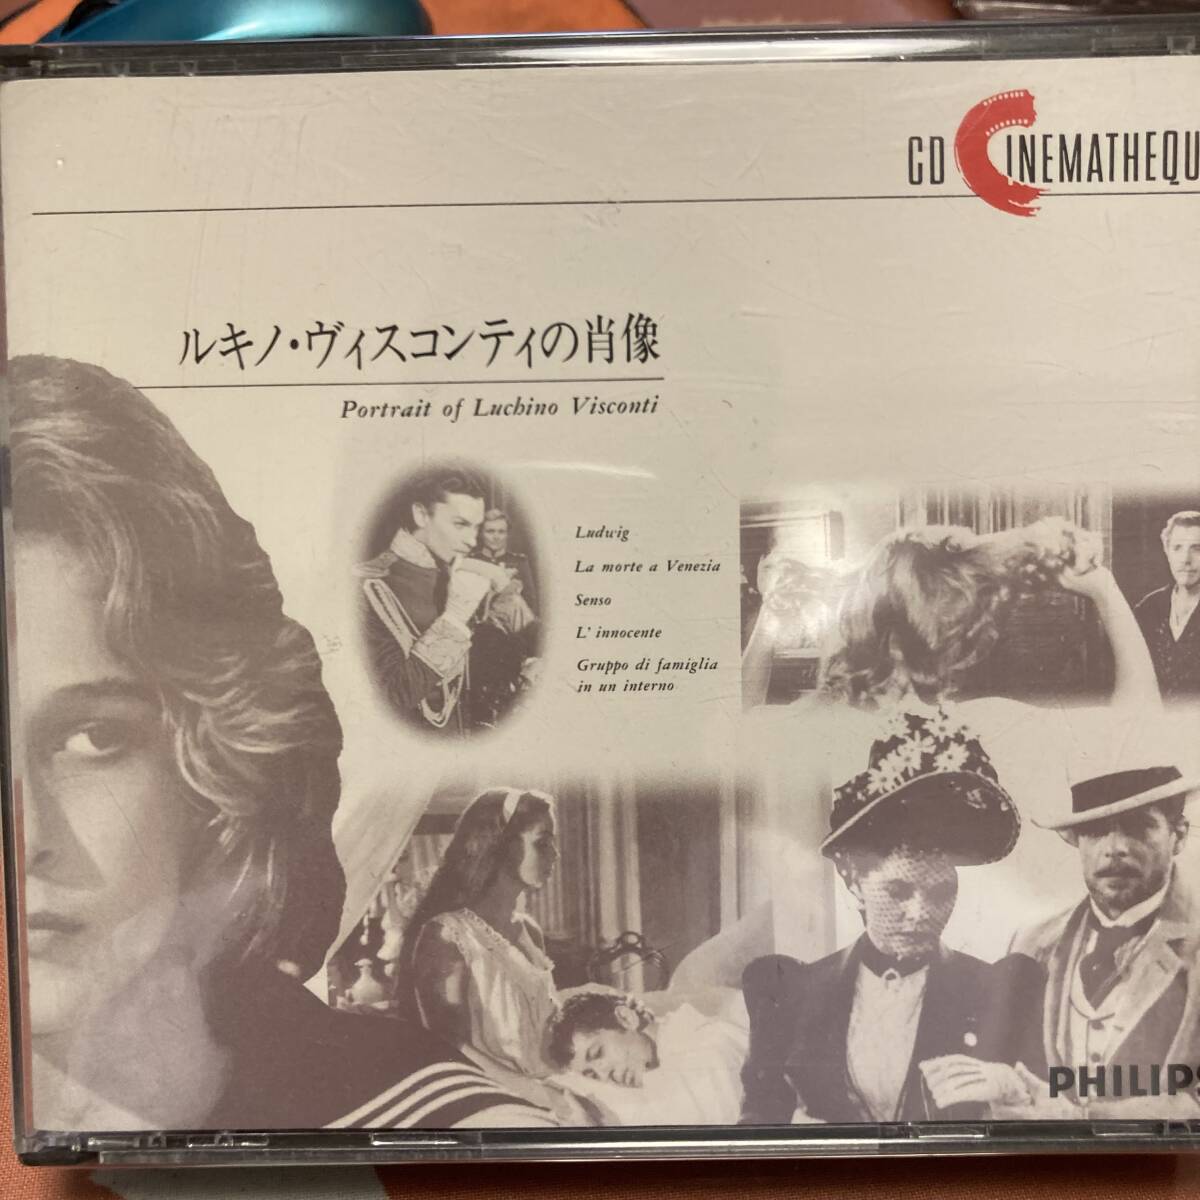 CD CINEMATHEQU
ルキノ・ヴィスコンティの肖像
Portrait of Luchino Visconti
Ludwig
La morte a Venezia
Senso
L' innocente
Gruppo di famiglia
in un interno
PHILIPS